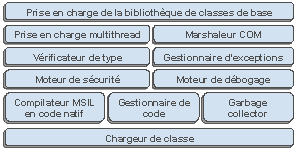 Prise en charge de la bibliothèque de classes de base
Prise en charge multithread
Marshaleur COM
Vérificateur de type
Gestionnaire d'exceptions
Moteur de sécurité
Moteur de débogage
Compilateur MSIL
en code natif
Gestionnaire de
code
Garbage
collector
Chargeur de classe